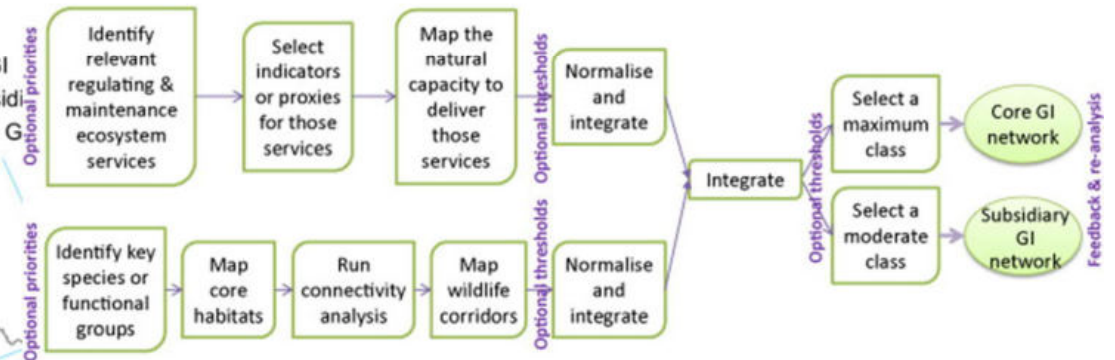 Optional priorities
Identify
relevant
regulating &
maintenance
ecosystem
services
Select
indicators
or proxies
for those
services
Map the
natural
capacity to
deliver
those
services
Optional thresholds
Normalise
and
integrate
Optional priorities
Identify key
species or
functional
groups
Map
core
habitats
Run
connectivity
analysis
Map
wildlife
corridors
Optional thresholds
Normalise
and
integrate
Integrate
Optional thresholds
Select a
maximum
class
Core GI
network
Select a
moderate
class
Subsidiary
GI
network
Feedback & re-analysis